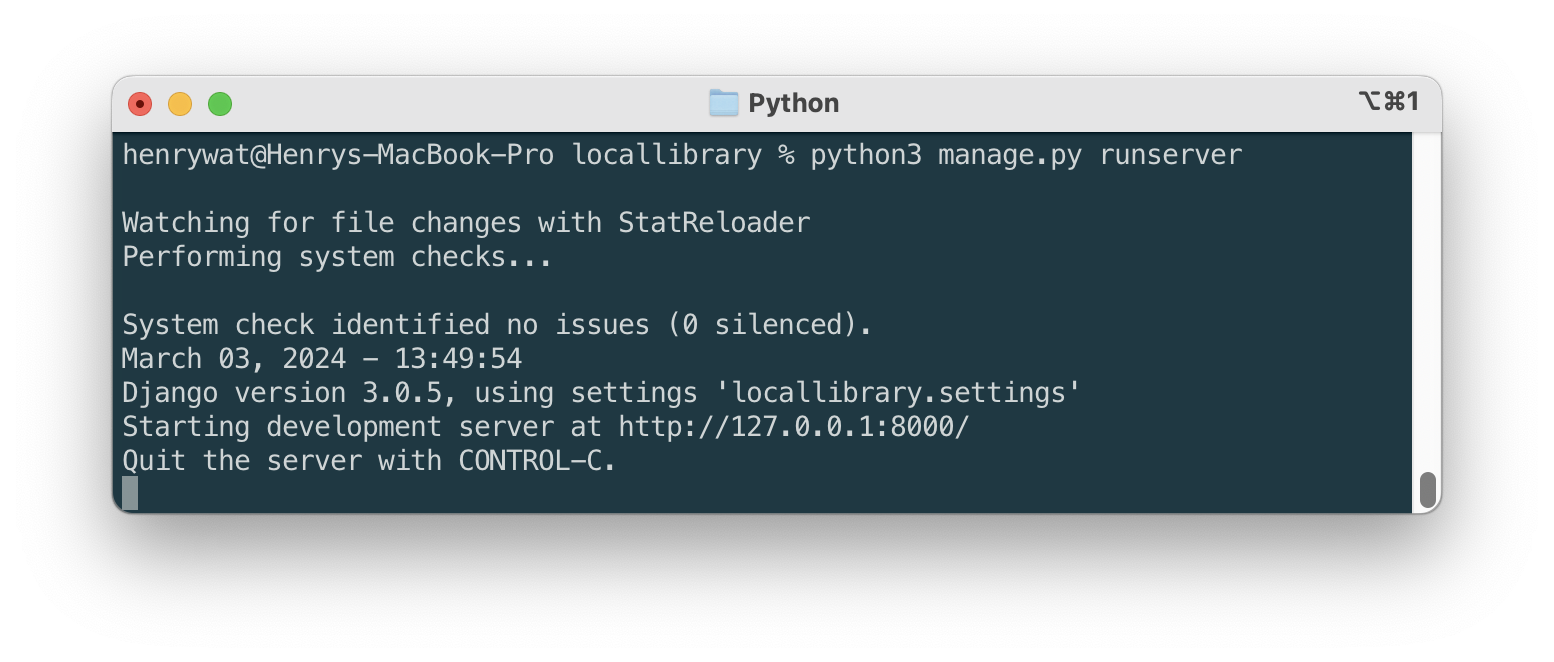 Python
⌥⌘1
henrywat@Henrys-MacBook-Pro locallibrary % python3 manage.py runserver
Watching for file changes with StatReloader
Performing system checks...
System check identified no issues (0 silenced).
March 03, 2024 - 13:49:54
Django version 3.0.5, using settings 'locallibrary.settings'
Starting development server at http://127.0.0.1:8000/
Quit the server with CONTROL-C.